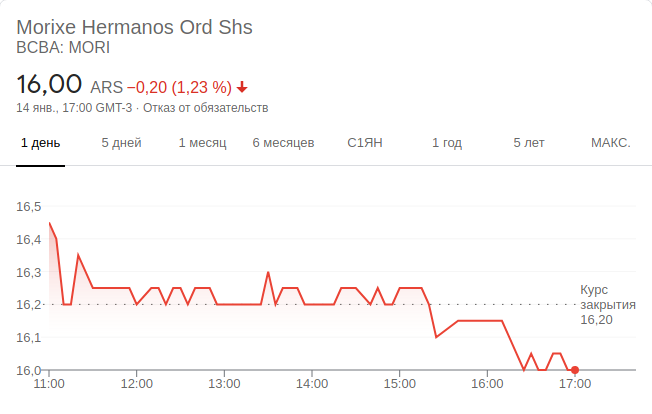 Morixe Hermanos Ord Shs
BCBA: MORI
16,00 ARS −0,20 (1,23 %)
14 янв., 17:00 GMT-3 · Отказ от обязательств
1 день 5 дней 1 месяц 6 месяцев С1ЯН 1 год 5 лет МАКС.
16,5
16,4
16,3
16,2
16,1
16,0
Курс
закрытия
16,20
11:00 12:00 13:00 14:00 15:00 16:00 17:00